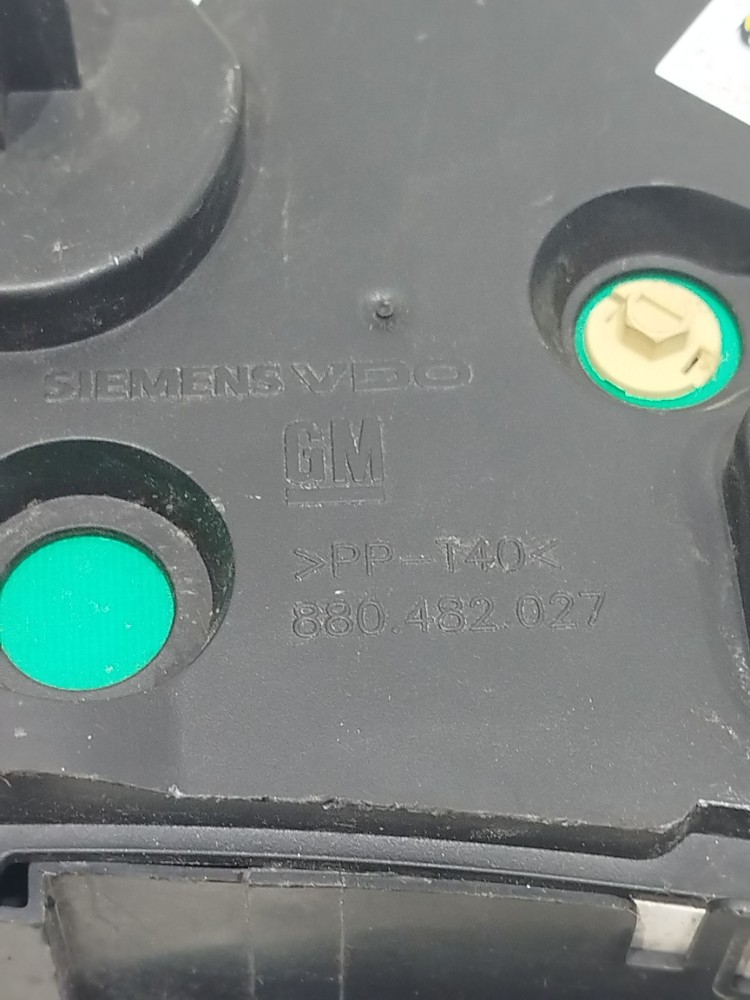 SIEMENS VDO
GM
>PP-T40<
880.482.027